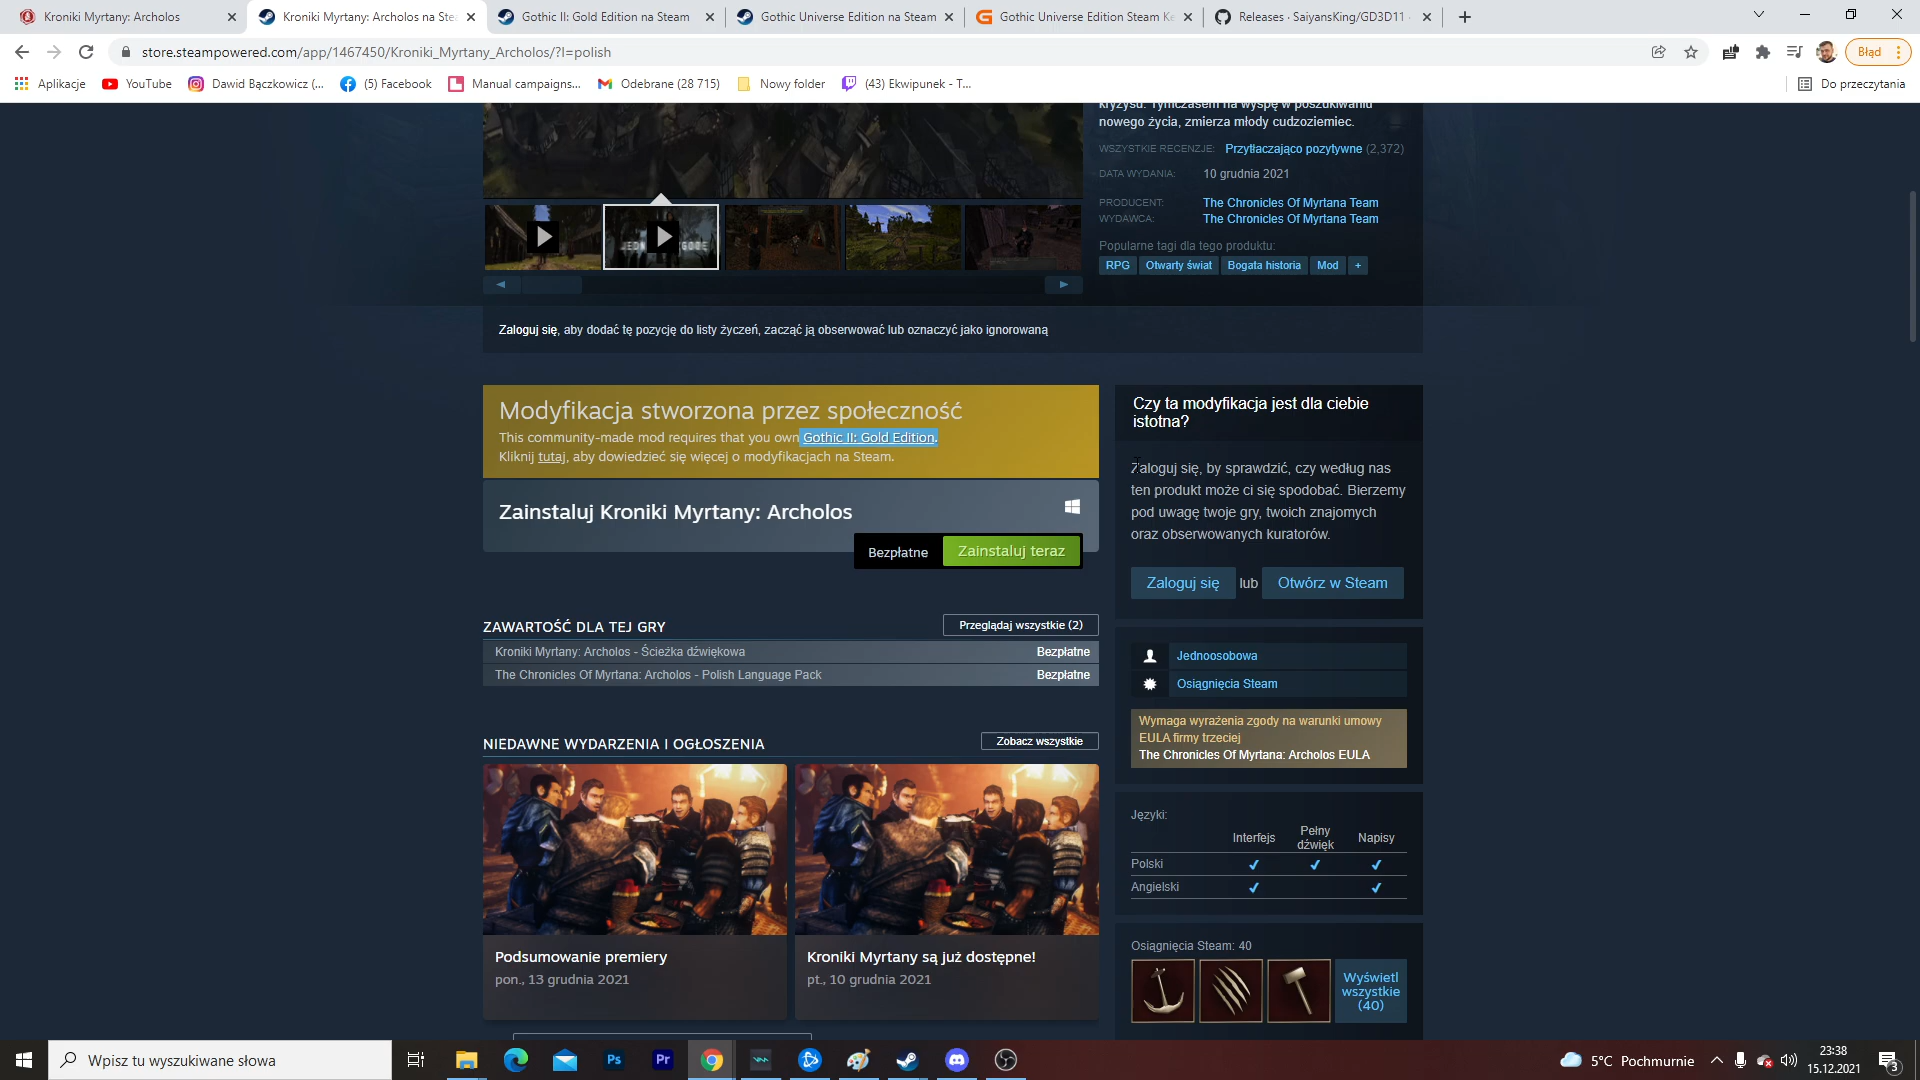 Kroniki Myrtany: Archolos
Kroniki Myrtany: Archolos na Ste
Gothic II: Gold Edition na Steam
Gothic Universe Edition na Steam
Gothic Universe Edition Steam Ke
Releases · SaiyansKing/GD3D11 ·
store.steampowered.com/app/1467450/Kroniki_Myrtany_Archolos/?l=polish
Błąd
Aplikacje
YouTube
Dawid Bączkowicz (...
(5) Facebook
Manual campaigns...
Odebrane (28 715)
Nowy folder
(43) Ekwipunek - T...
Do przeczytania
kryzysu. Tymczasem na wyspę w poszukiwaniu
nowego życia, zmierza młody cudzoziemiec.
WSZYSTKIE RECENZJE: Przytłaczająco pozytywne (2,372)
DATA WYDANIA: 10 grudnia 2021
PRODUCENT: The Chronicles Of Myrtana Team
WYDAWCA: The Chronicles Of Myrtana Team
Popularne tagi dla tego produktu:
RPG Otwarty świat Bogata historia Mod +
Zaloguj się, aby dodać tę pozycję do listy życzeń, zacząć ją obserwować lub oznaczyć jako ignorowaną
Modyfikacja stworzona przez społeczność
This community-made mod requires that you own Gothic II: Gold Edition.
Kliknij tutaj, aby dowiedzieć się więcej o modyfikacjach na Steam.
Zainstaluj Kroniki Myrtany: Archolos
Bezpłatne
Zainstaluj teraz
ZAWARTOŚĆ DLA TEJ GRY
Przeglądaj wszystkie (2)
Kroniki Myrtany: Archolos - Ścieżka dźwiękowa Bezpłatne
The Chronicles Of Myrtana: Archolos - Polish Language Pack Bezpłatne
NIEDAWNE WYDARZENIA I OGŁOSZENIA
Zobacz wszystkie
Podsumowanie premiery
pon., 13 grudnia 2021
Kroniki Myrtany są już dostępne!
pt., 10 grudnia 2021
Czy ta modyfikacja jest dla ciebie
istotna?
Zaloguj się, by sprawdzić, czy według nas
ten produkt może ci się spodobać. Bierzemy
pod uwagę twoje gry, twoich znajomych
oraz obserwowanych kuratorów.
Zaloguj się lub Otwórz w Steam
Jednoosobowa
Osiągnięcia Steam
Wymaga wyrażenia zgody na warunki umowy
EULA firmy trzeciej
The Chronicles Of Myrtana: Archolos EULA
Języki:
Interfejs Pełny dźwięk Napisy
Polski ✔ ✔ ✔
Angielski ✔ ✔
Osiągnięcia Steam: 40
Wyświetl
wszystkie
(40)
Wpisz tu wyszukiwane słowa
Ps
Pr
5°C Pochmurnie
23:38
15.12.2021
3